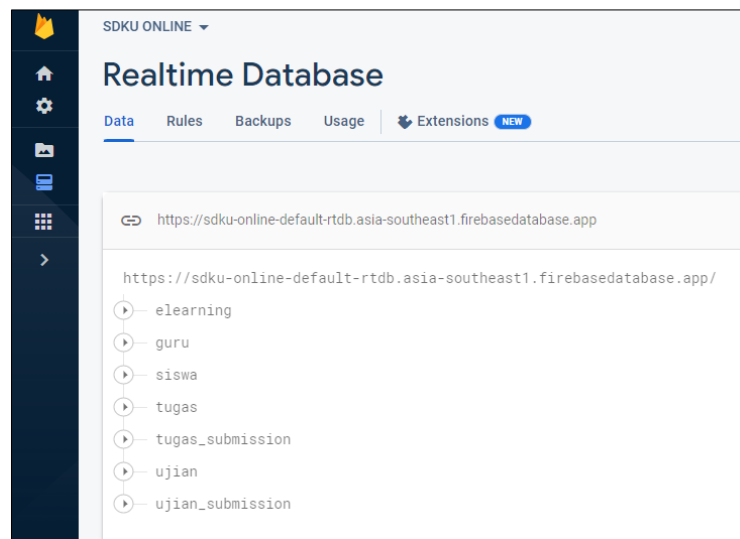 SDKU ONLINE
Realtime Database
Data Rules Backups Usage Extensions NEW
https://sdku-online-default-rtdb.asia-southeast1.firebasedatabase.app
https://sdku-online-default-rtdb.asia-southeast1.firebasedatabase.app/
elearning
guru
siswa
tugas
tugas_submission
ujian
ujian_submission